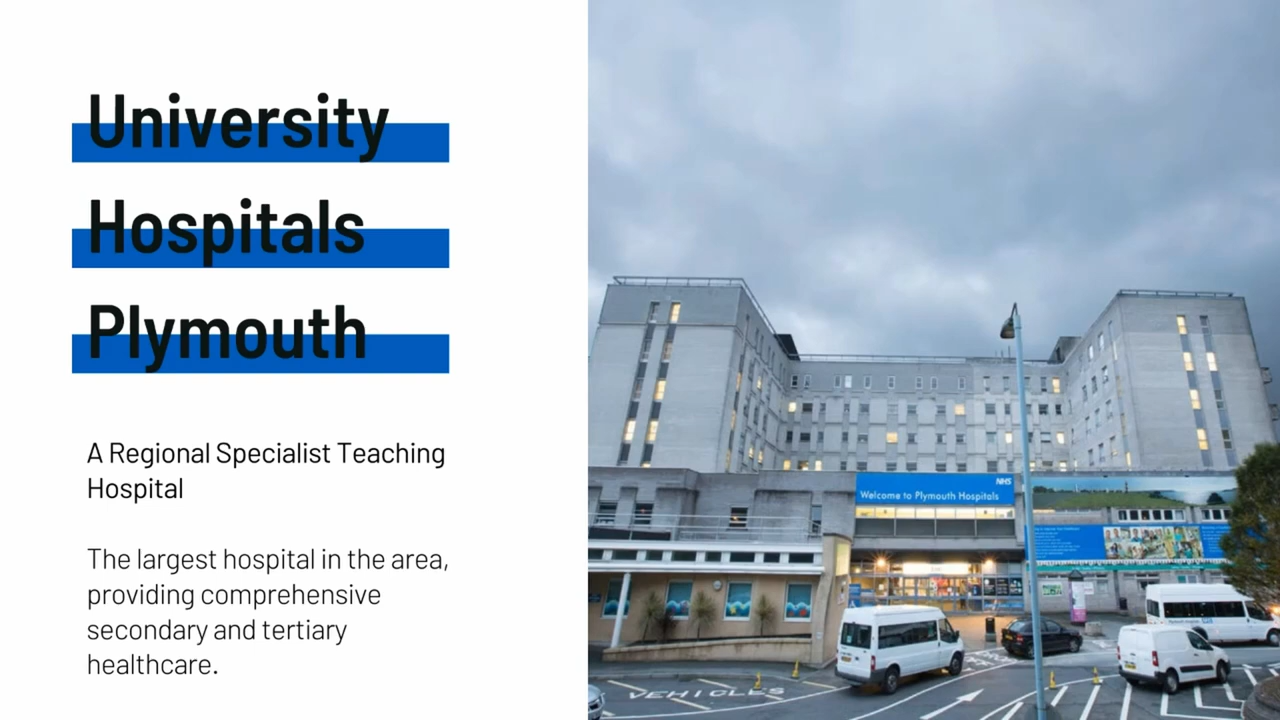 University
Hospitals
Plymouth
A Regional Specialist Teaching
Hospital
The largest hospital in the area,
providing comprehensive
secondary and tertiary
healthcare.
NHS
Welcome to Plymouth Hospitals
VEHICLES